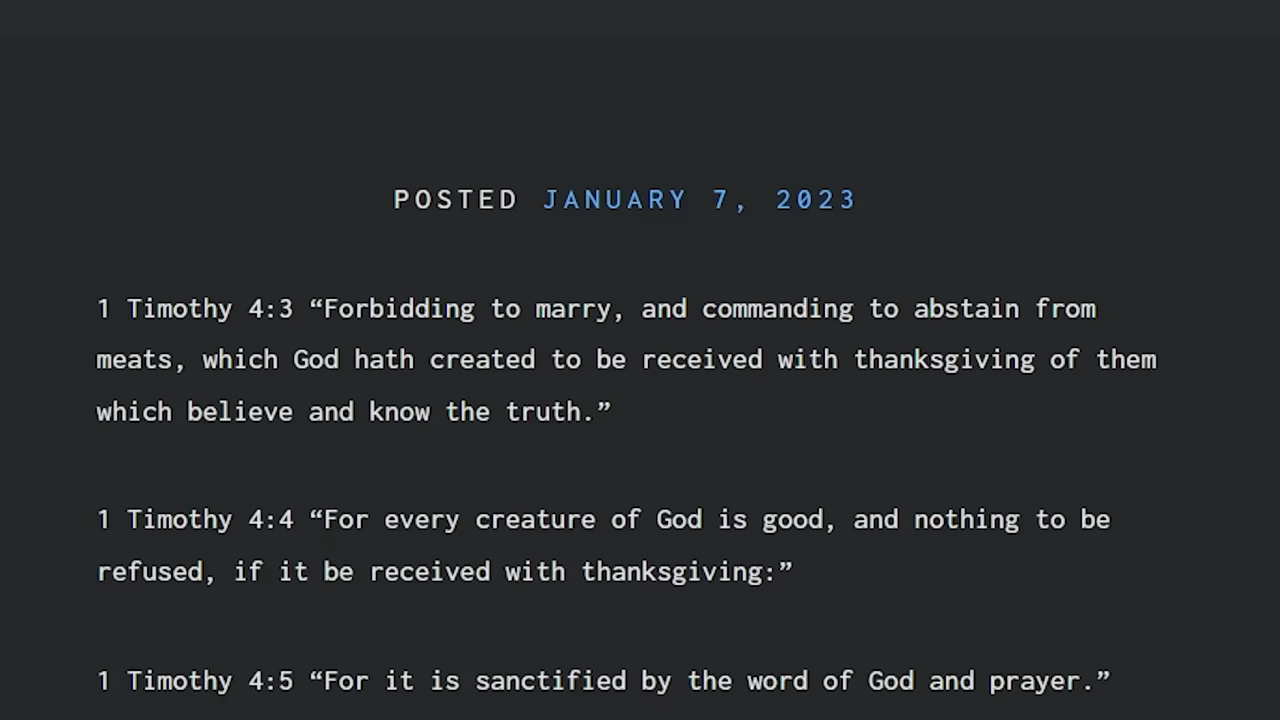 POSTED JANUARY 7, 2023
1 Timothy 4:3 “Forbidding to marry, and commanding to abstain from
meats, which God hath created to be received with thanksgiving of them
which believe and know the truth.”
1 Timothy 4:4 “For every creature of God is good, and nothing to be
refused, if it be received with thanksgiving:”
1 Timothy 4:5 “For it is sanctified by the word of God and prayer.”